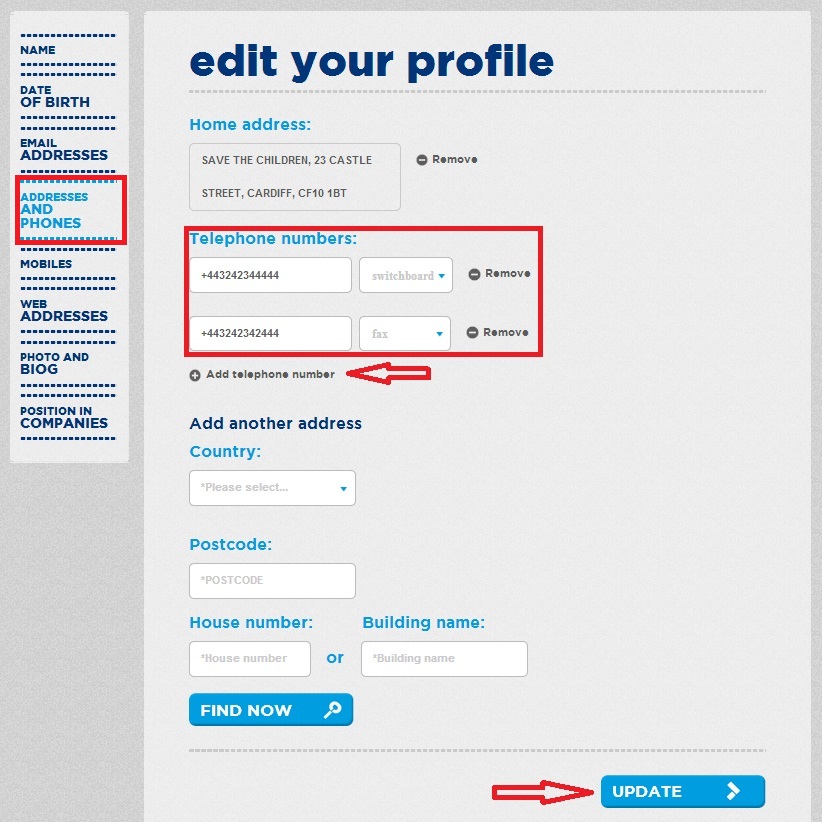 NAME
DATE
OF BIRTH
EMAIL
ADDRESSES
ADDRESSES
AND
PHONES
MOBILES
WEB
ADDRESSES
PHOTO AND
BIOG
POSITION IN
COMPANIES
edit your profile
Home address:
SAVE THE CHILDREN, 23 CASTLE
STREET, CARDIFF, CF10 1BT
Remove
Telephone numbers:
+443242344444 switchboard Remove
+443242342444 fax Remove
Add telephone number
Add another address
Country:
*Please select...
Postcode:
*POSTCODE
House number: Building name:
*House number or *Building name
FIND NOW
UPDATE